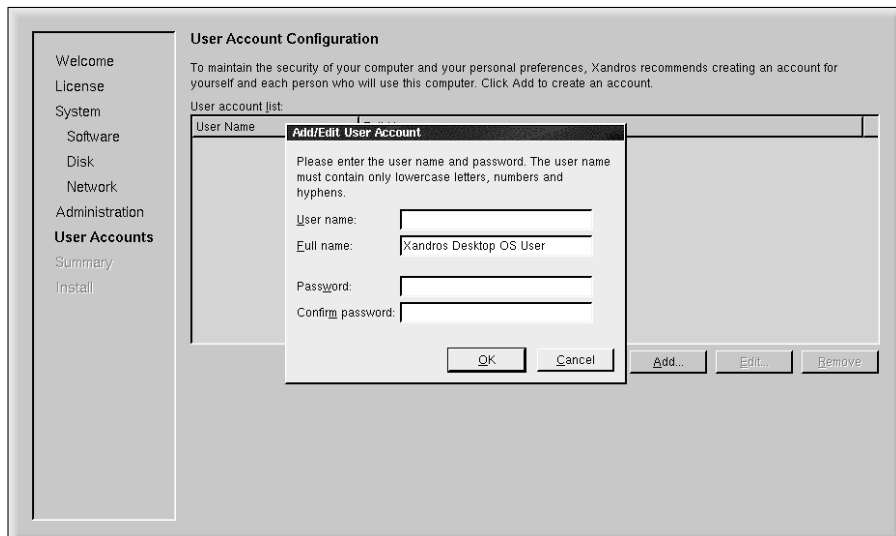 Welcome
License
System
Software
Disk
Network
Administration
User Accounts
Summary
Install
User Account Configuration
To maintain the security of your computer and your personal preferences, Xandros recommends creating an account for
yourself and each person who will use this computer. Click Add to create an account.
User account list:
User Name
Add/Edit User Account
Please enter the user name and password. The user name
must contain only lowercase letters, numbers and
hyphens.
User name:
Full name: Xandros Desktop OS User
Password:
Confirm password:
OK Cancel
Add... Edit... Remove